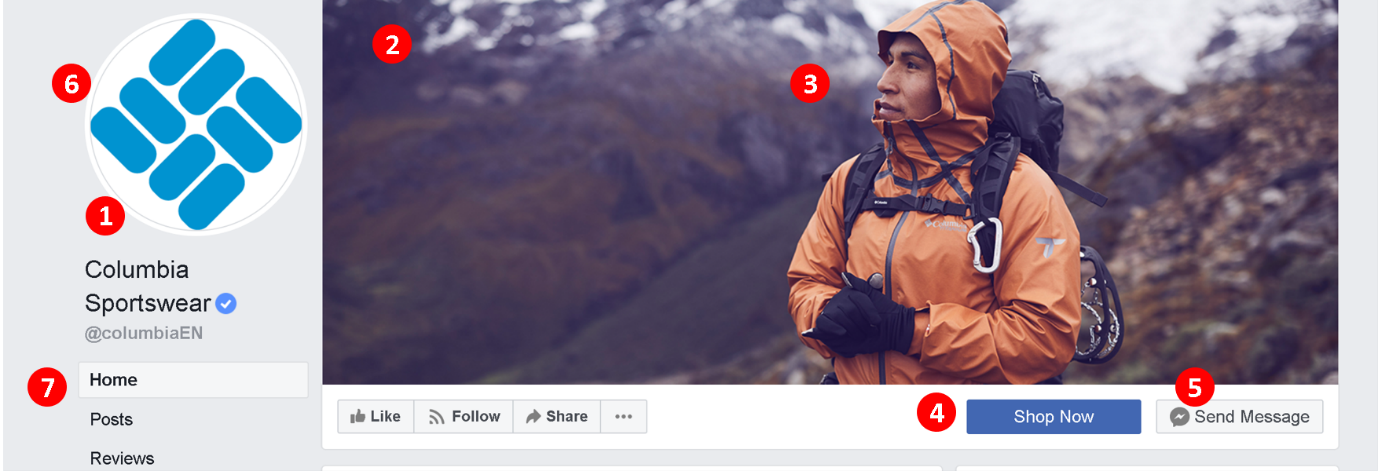 6
1
Columbia
Sportswear
@columbiaEN
7
Home
Posts
Reviews
2
3
Like Follow Share ···
4
Shop Now
5
Send Message